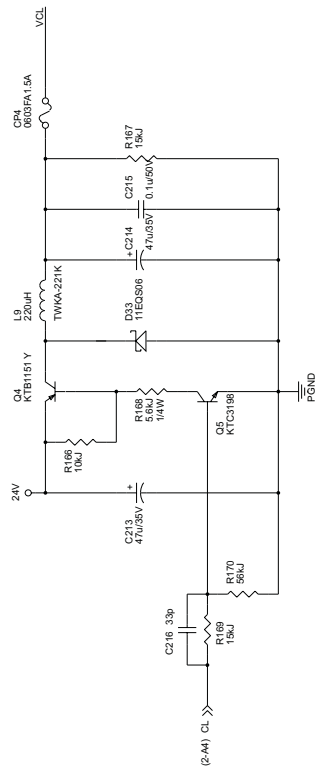 VCL
CP4
0603FA1.5A
R167
15kJ
C215
0.1u/50V
C214
+
47u/35V
L9
220uH
TWKA-221K
D33
11EQS06
Q4
KTB1151 Y
R168
5.6kJ
1/4W
Q5
KTC3198
PGND
R166
10kJ
24V
+
C213
47u/35V
R170
56kJ
C216 33p
R169
15kJ
(2-A4) CL